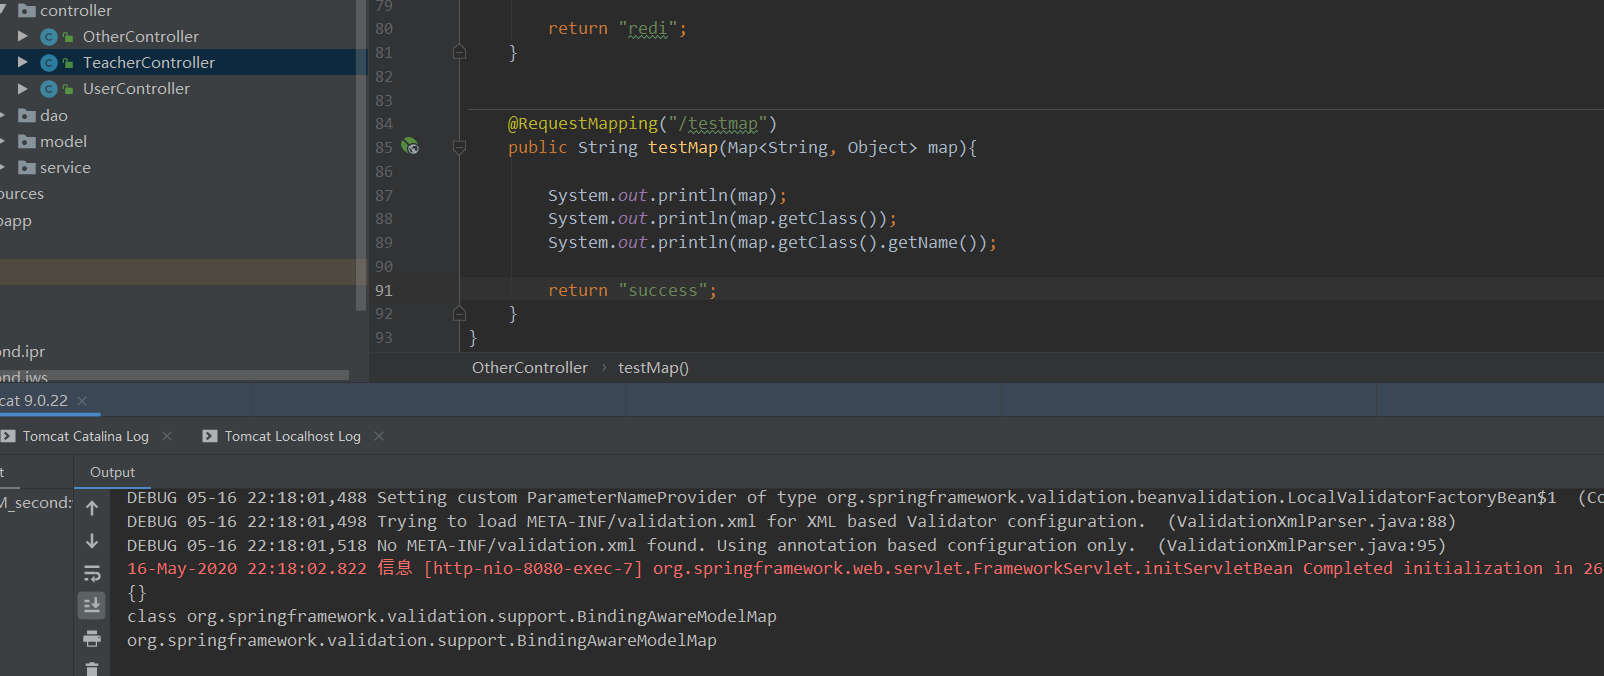 controller
OtherController
TeacherController
UserController
dao
model
service
ources
oapp
ond.ipr
ond.iws
79
80 return "redi";
81 }
82
83
84 @RequestMapping("/testmap")
85 public String testMap(Map<String, Object> map){
86
87 System.out.println(map);
88 System.out.println(map.getClass());
89 System.out.println(map.getClass().getName());
90
91 return "success";
92 }
93 }
OtherController › testMap()
cat 9.0.22
Tomcat Catalina Log Tomcat Localhost Log
t Output
M_second:
DEBUG 05-16 22:18:01,488 Setting custom ParameterNameProvider of type org.springframework.validation.beanvalidation.LocalValidatorFactoryBean$1 (Co
DEBUG 05-16 22:18:01,498 Trying to load META-INF/validation.xml for XML based Validator configuration. (ValidationXmlParser.java:88)
DEBUG 05-16 22:18:01,518 No META-INF/validation.xml found. Using annotation based configuration only. (ValidationXmlParser.java:95)
16-May-2020 22:18:02.822 信息 [http-nio-8080-exec-7] org.springframework.web.servlet.FrameworkServlet.initServletBean Completed initialization in 26
{}
class org.springframework.validation.support.BindingAwareModelMap
org.springframework.validation.support.BindingAwareModelMap